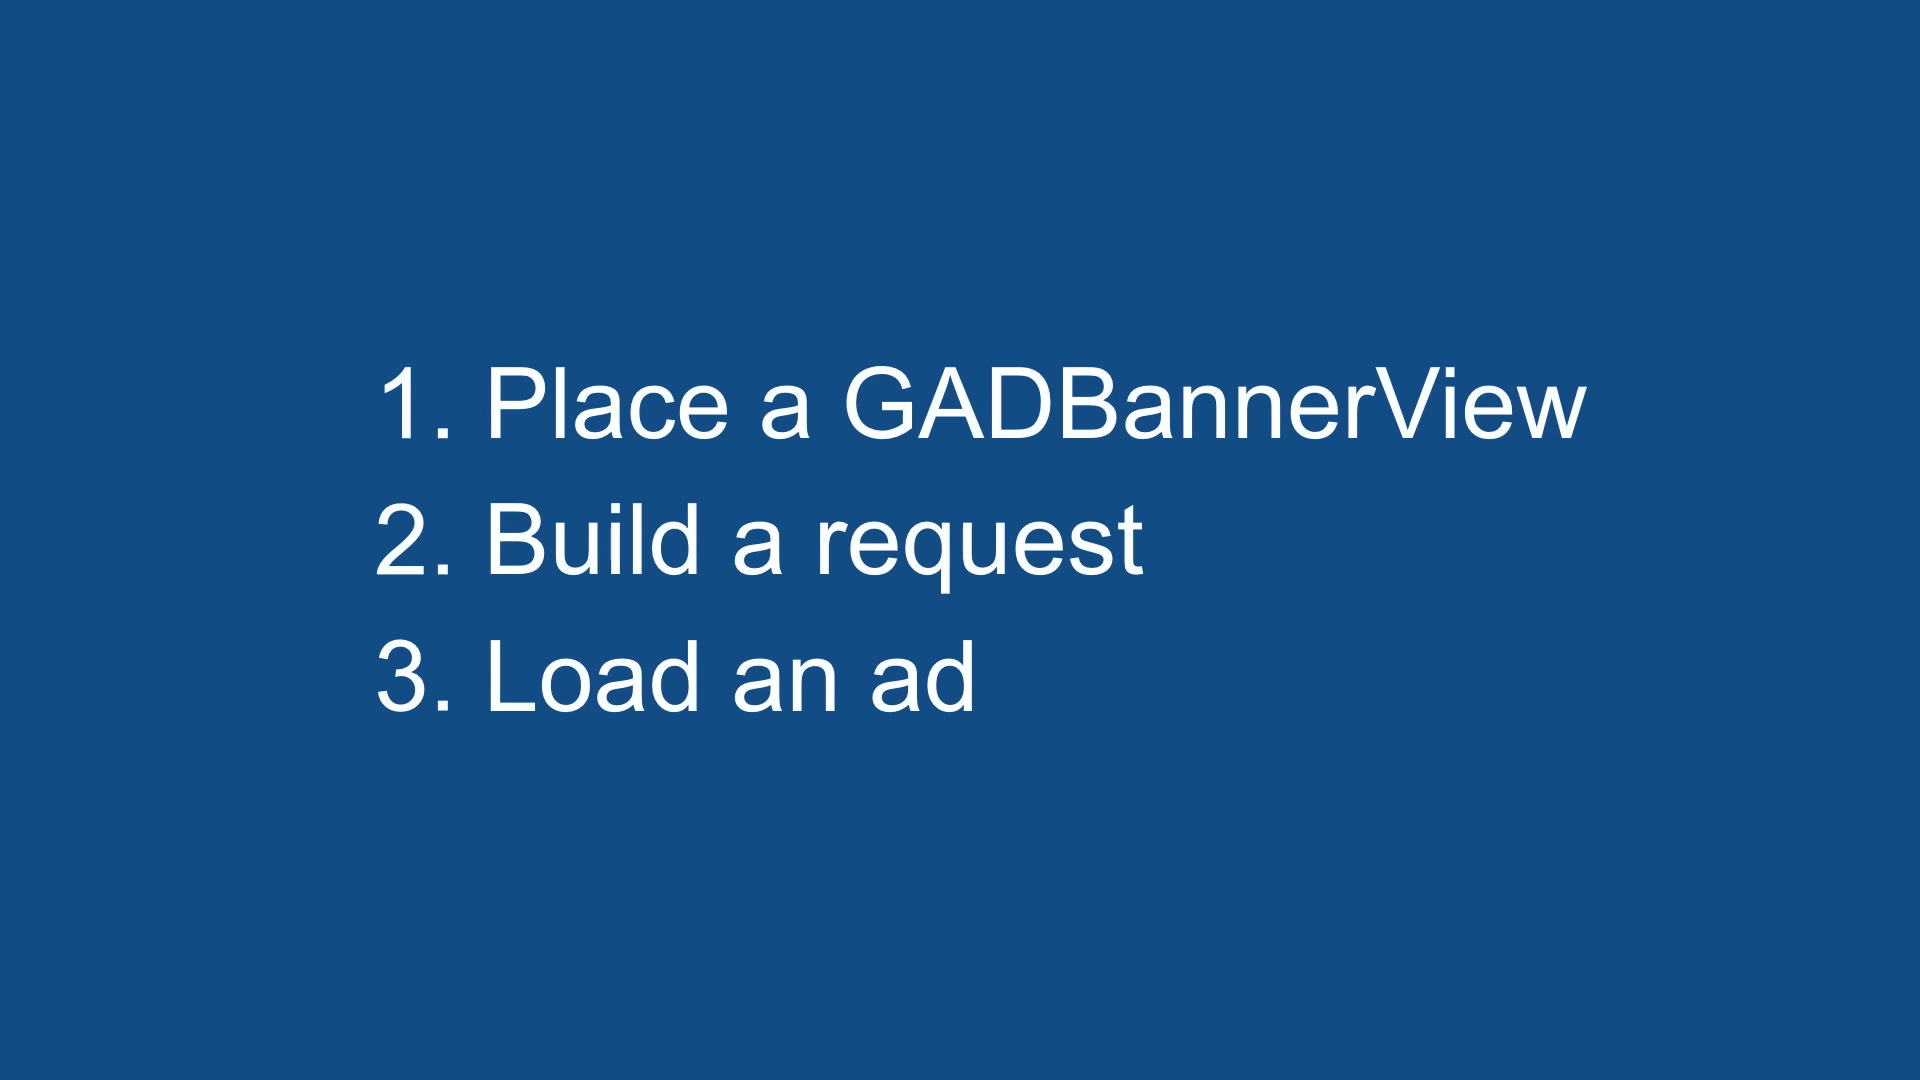 1. Place a GADBannerView
2. Build a request
3. Load an ad